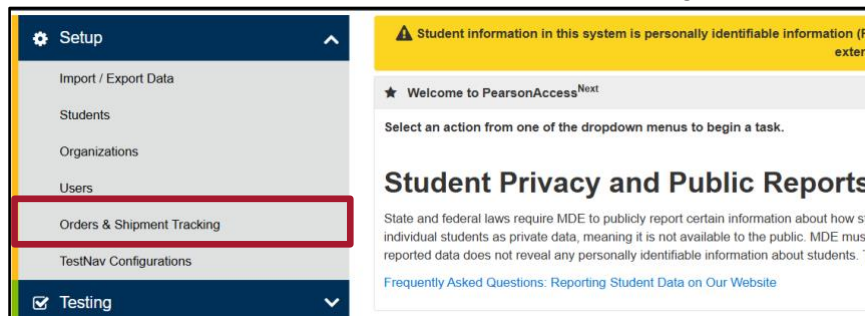 Setup
Import / Export Data
Students
Organizations
Users
Orders & Shipment Tracking
TestNav Configurations
Testing
Student information in this system is personally identifiable information
Welcome to PearsonAccessNext
Select an action from one of the dropdown menus to begin a task.
Student Privacy and Public Reports
State and federal laws require MDE to publicly report certain information about how
individual students as private data, meaning it is not available to the public. MDE
reported data does not reveal any personally identifiable information about students.
Frequently Asked Questions: Reporting Student Data on Our Website